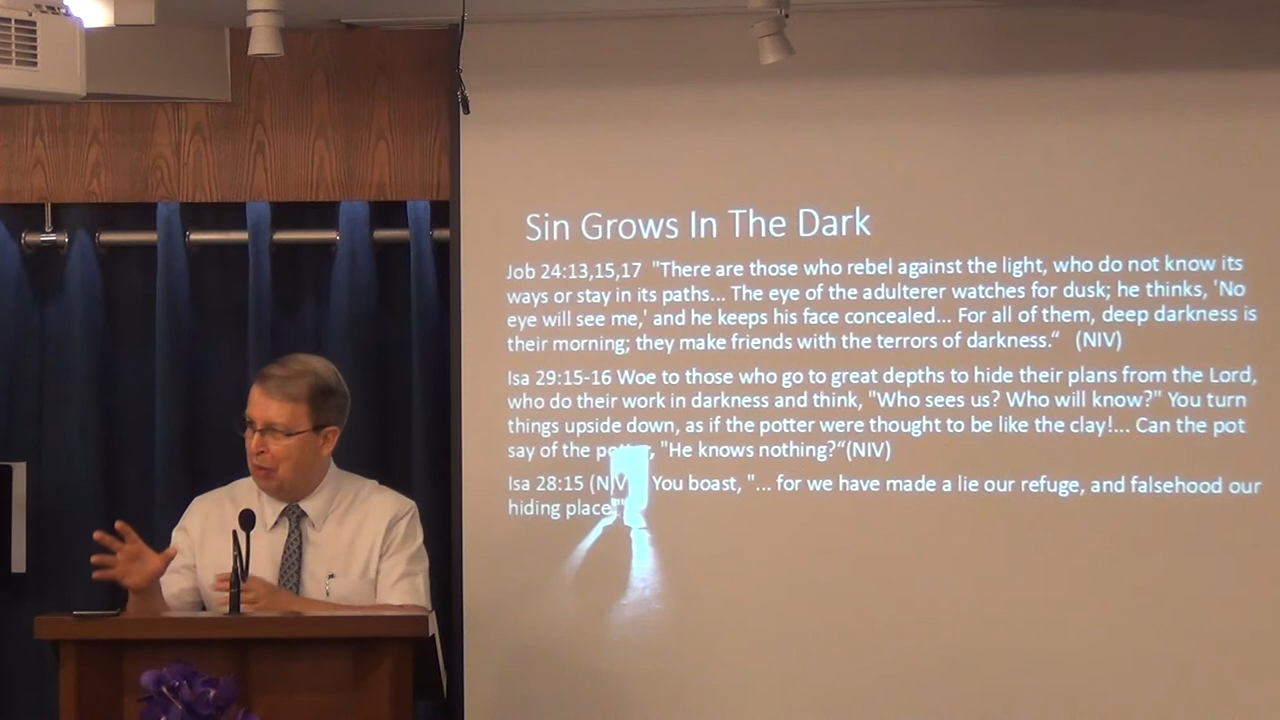 Sin Grows In The Dark
Job 24:13,15,17 "There are those who rebel against the light, who do not know its
ways or stay in its paths... The eye of the adulterer watches for dusk; he thinks, 'No
eye will see me,' and he keeps his face concealed... For all of them, deep darkness is
their morning; they make friends with the terrors of darkness.“ (NIV)
Isa 29:15-16 Woe to those who go to great depths to hide their plans from the Lord,
who do their work in darkness and think, "Who sees us? Who will know?" You turn
things upside down, as if the potter were thought to be like the clay!... Can the pot
say of the potter, "He knows nothing?“(NIV)
Isa 28:15 (NIV) You boast, "... for we have made a lie our refuge, and falsehood our
hiding place!"